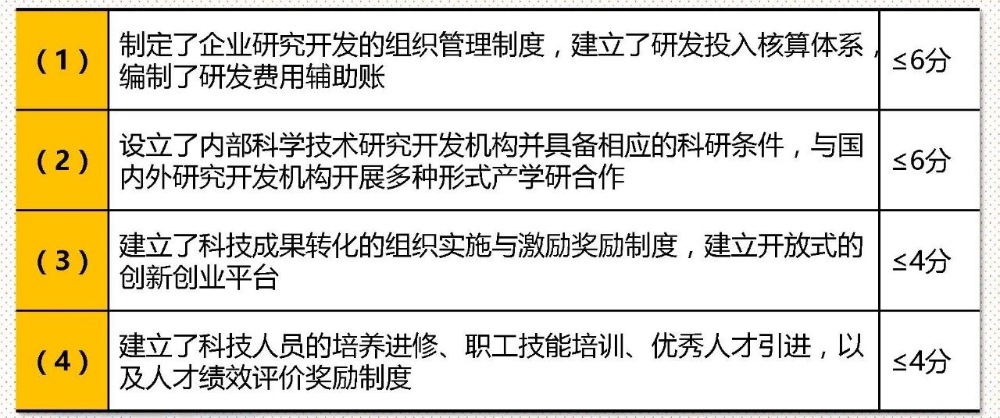 （1）
制定了企业研究开发的组织管理制度，建立了研发投入核算体系，
编制了研发费用辅助账
≤6分
（2）
设立了内部科学技术研究开发机构并具备相应的科研条件，与国
内外研究开发机构开展多种形式产学研合作
≤6分
（3）
建立了科技成果转化的组织实施与激励奖励制度，建立开放式的
创新创业平台
≤4分
（4）
建立了科技人员的培养进修、职工技能培训、优秀人才引进，以
及人才绩效评价奖励制度
≤4分